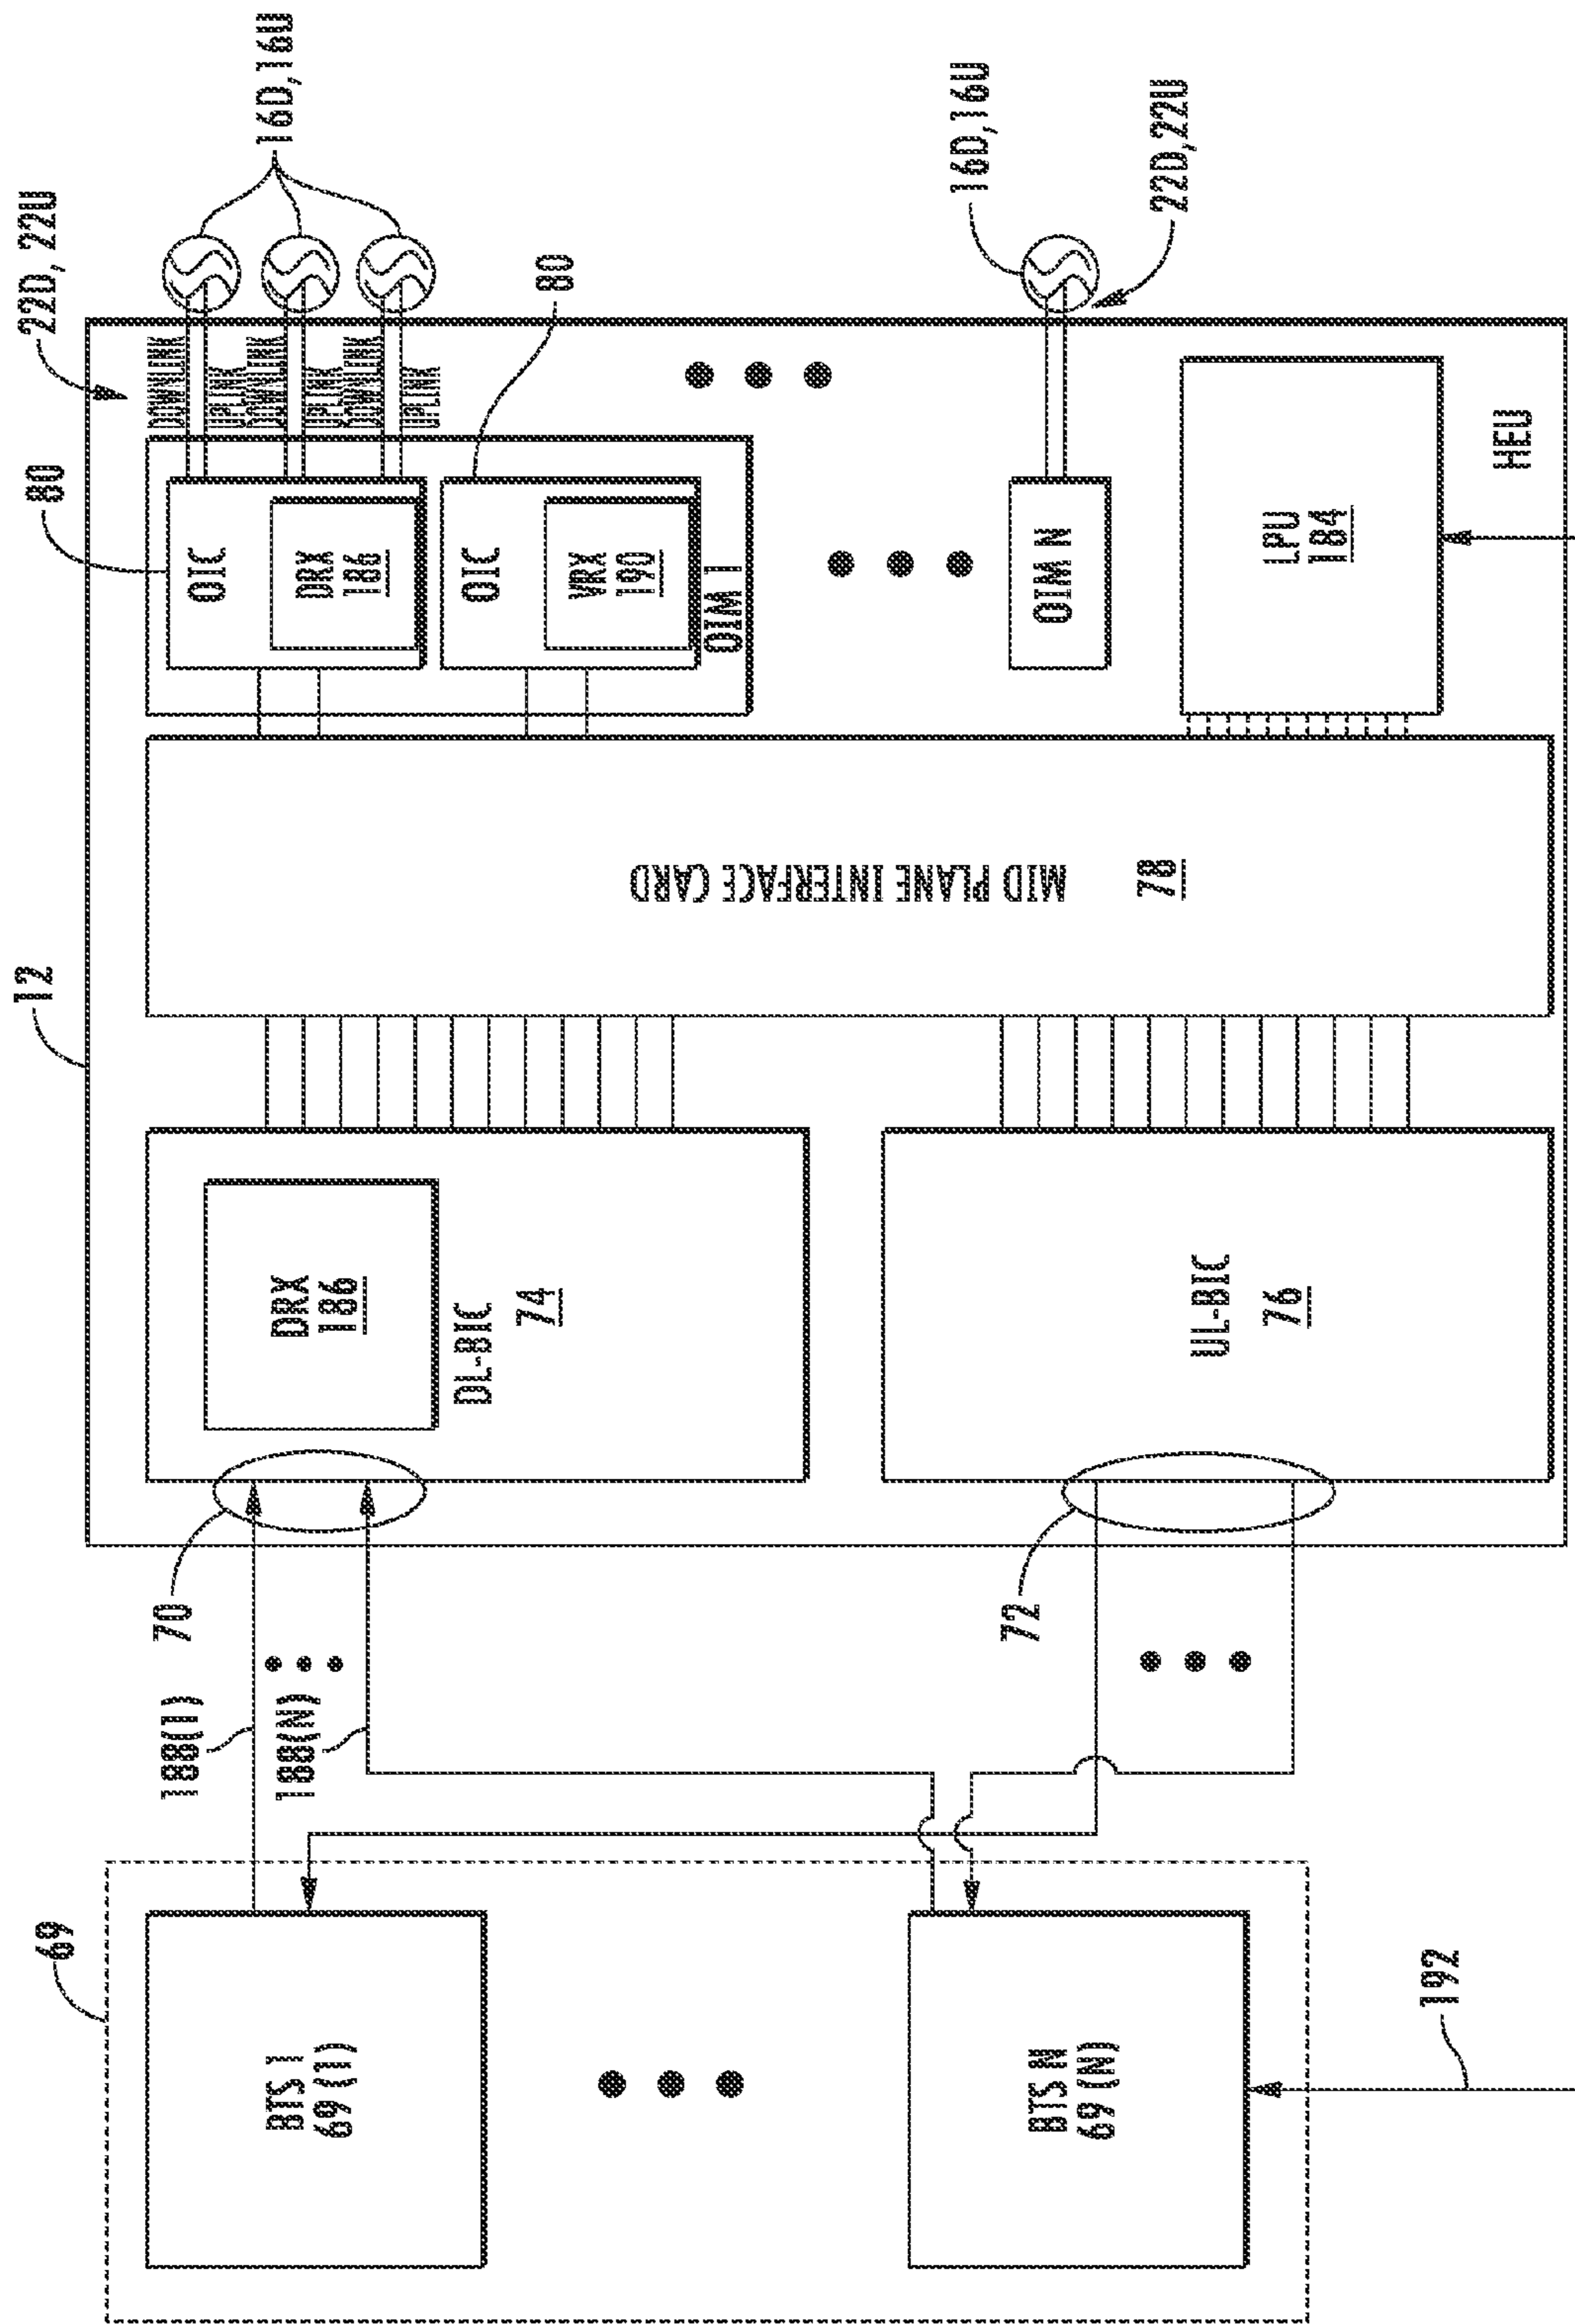 69
12
80
22D, 22U
BTS 1
69 (1)
188(1)
70
188(N)
DRX
186
DL-BIC
74
OIC
DRX
186
DOWNLINK
UPLINK
DOWNLINK
UPLINK
DOWNLINK
UPLINK
16D,16U
80
OIC
VRX
190
OIM 1
MID PLANE INTERFACE CARD
78
BTS N
69 (N)
72
OIM N
16D,16U
22D,22U
UL-BIC
76
LPU
184
192
HEU